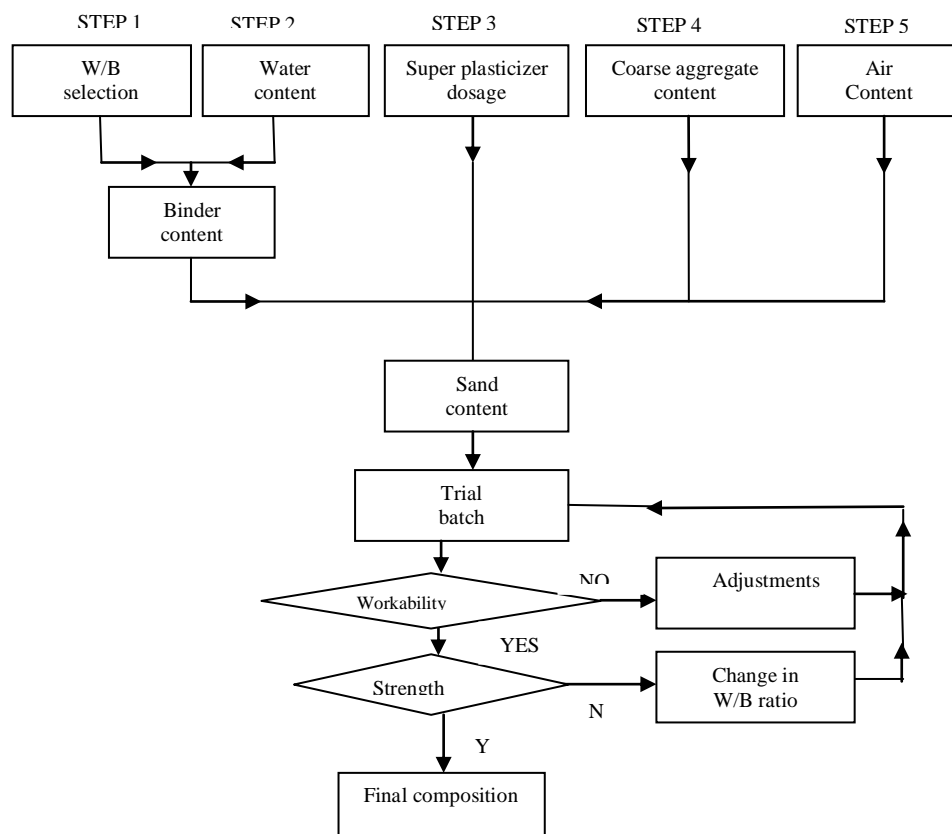 STEP 1
STEP 2
STEP 3
STEP 4
STEP 5
W/B
selection
Water
content
Super plasticizer
dosage
Coarse aggregate
content
Air
Content
Binder
content
Sand
content
Trial
batch
Workability
NO
Adjustments
YES
Strength
N
Change in
W/B ratio
Y
Final composition